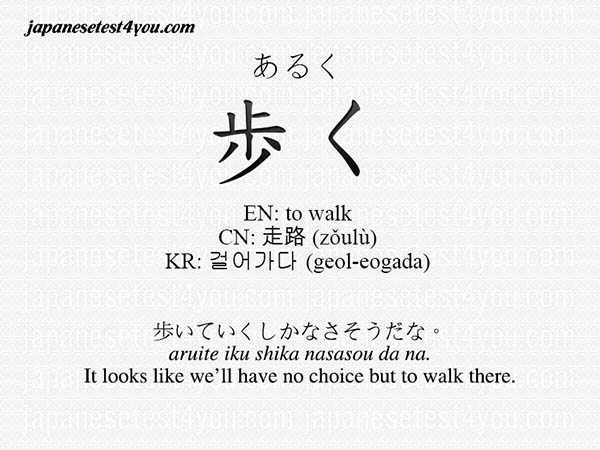 japanesetest4you.com
あるく
歩く
EN: to walk
CN: 走路 (zǒulù)
KR: 걸어가다 (geol-eogada)
歩いていくしかなさそうだな。
aruite iku shika nasasou da na.
It looks like we'll have no choice but to walk there.